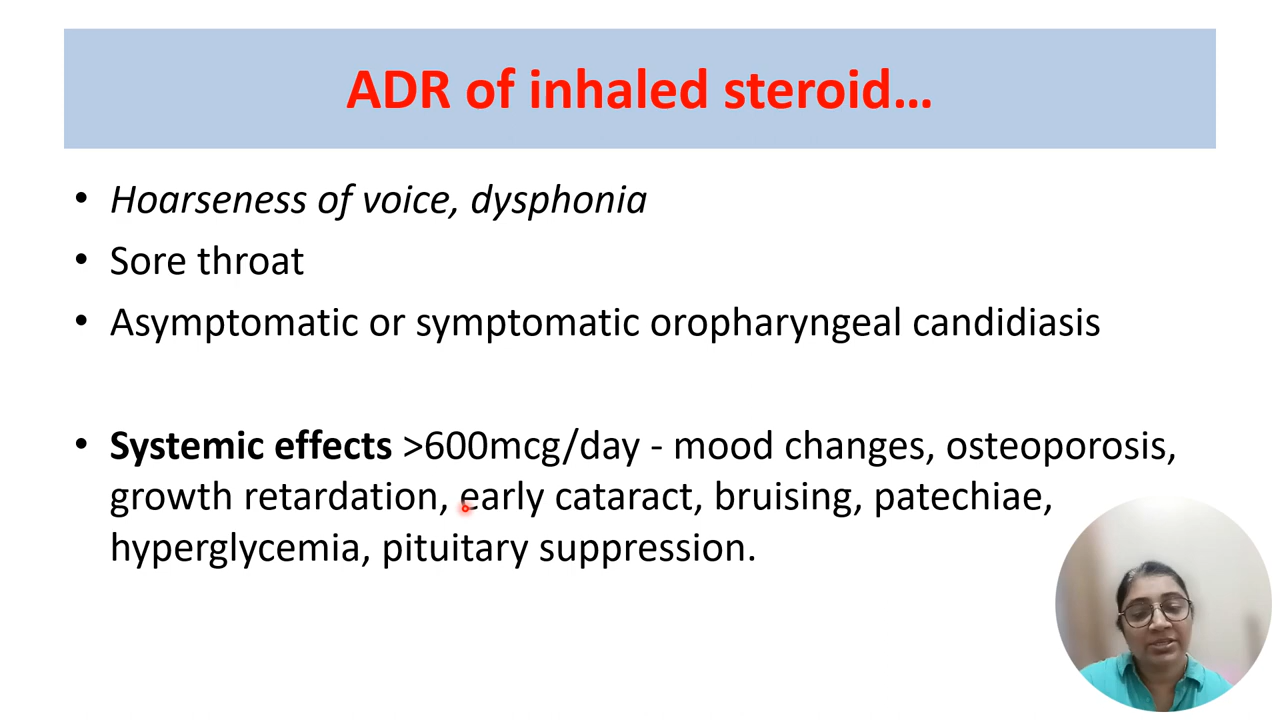 ADR of inhaled steroid...
• Hoarseness of voice, dysphonia
• Sore throat
• Asymptomatic or symptomatic oropharyngeal candidiasis
• Systemic effects >600mcg/day - mood changes, osteoporosis,
growth retardation, early cataract, bruising, patechiae,
hyperglycemia, pituitary suppression.